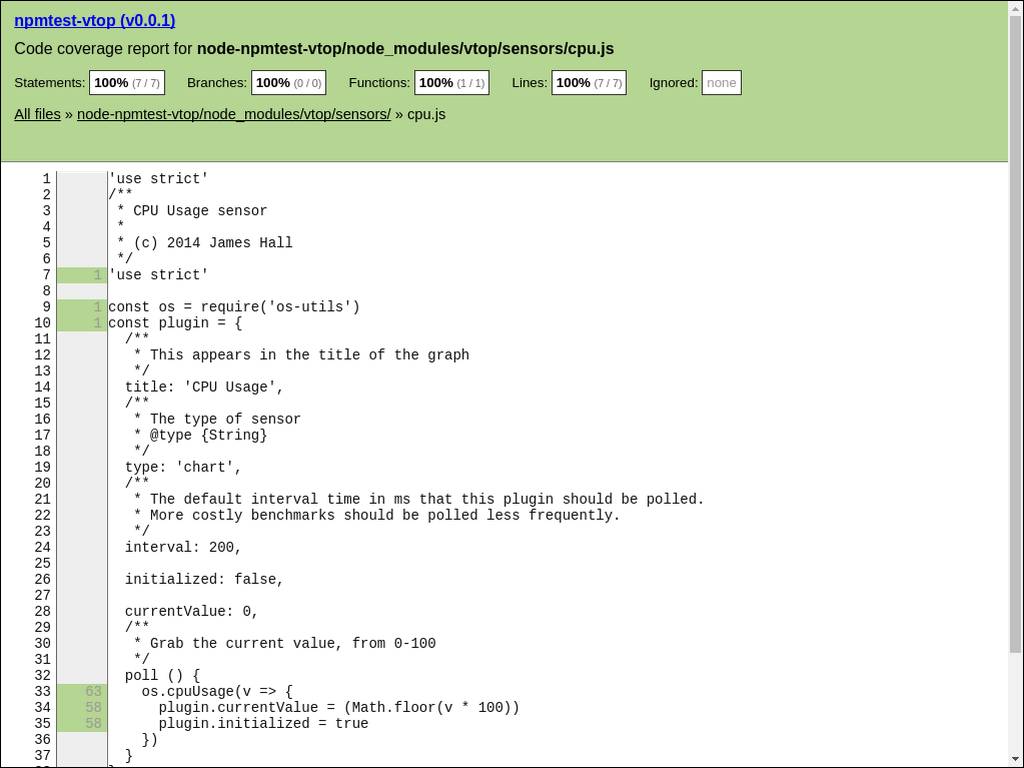 npmtest-vtop (v0.0.1)
Code coverage report for node-npmtest-vtop/node_modules/vtop/sensors/cpu.js
Statements: 100% (7 / 7) Branches: 100% (0 / 0) Functions: 100% (1 / 1) Lines: 100% (7 / 7) Ignored: none
All files » node-npmtest-vtop/node_modules/vtop/sensors/ » cpu.js
1 'use strict'
2 /**
3  * CPU Usage sensor
4  *
5  * (c) 2014 James Hall
6  */
7 1 'use strict'
8
9 1 const os = require('os-utils')
10 1 const plugin = {
11   /**
12    * This appears in the title of the graph
13    */
14   title: 'CPU Usage',
15   /**
16    * The type of sensor
17    * @type {String}
18    */
19   type: 'chart',
20   /**
21    * The default interval time in ms that this plugin should be polled.
22    * More costly benchmarks should be polled less frequently.
23    */
24   interval: 200,
25
26   initialized: false,
27
28   currentValue: 0,
29   /**
30    * Grab the current value, from 0-100
31    */
32   poll () {
33 63     os.cpuUsage(v => {
34 58       plugin.currentValue = (Math.floor(v * 100))
35 58       plugin.initialized = true
36     })
37   }